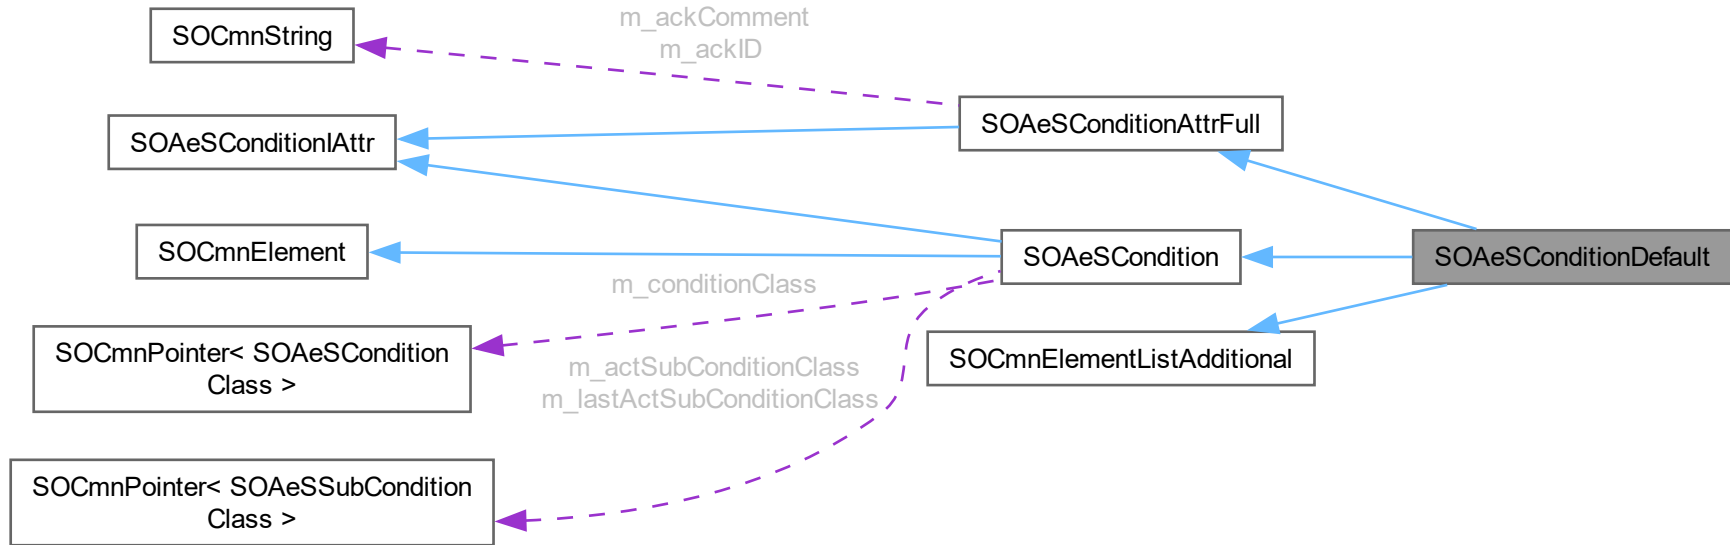 SOCmnString
m_ackComment
m_ackID
SOAeSConditionAttrFull
SOAeSConditionIAttr
SOCmnElement
SOAeSCondition
SOAeSConditionDefault
m_conditionClass
SOCmnPointer< SOAeSCondition
Class >
SOCmnElementListAdditional
m_actSubConditionClass
m_lastActSubConditionClass
SOCmnPointer< SOAeSSubCondition
Class >